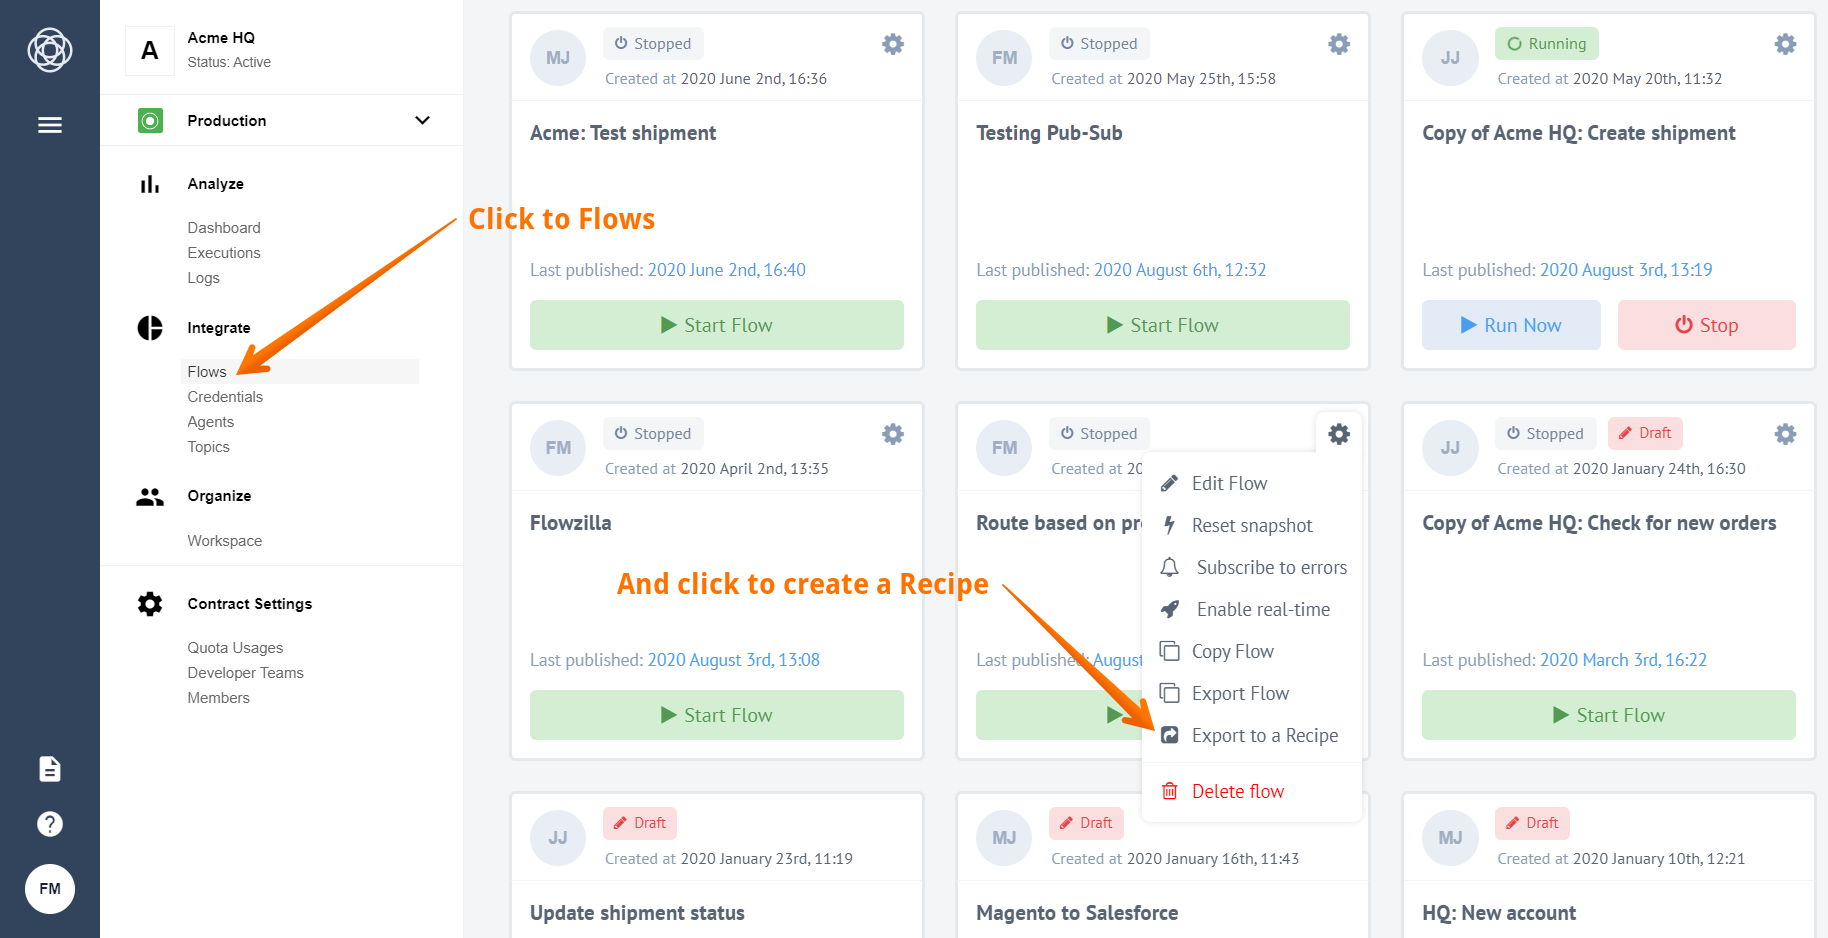 A
Acme HQ
Status: Active
Production
Analyze
Dashboard
Executions
Logs
Integrate
Flows
Credentials
Agents
Topics
Organize
Workspace
Contract Settings
Quota Usages
Developer Teams
Members
FM
Click to Flows
And click to create a Recipe
MJ
Stopped
Created at 2020 June 2nd, 16:36
Acme: Test shipment
Last published: 2020 June 2nd, 16:40
Start Flow
FM
Stopped
Created at 2020 May 25th, 15:58
Testing Pub-Sub
Last published: 2020 August 6th, 12:32
Start Flow
JJ
Running
Created at 2020 May 20th, 11:32
Copy of Acme HQ: Create shipment
Last published: 2020 August 3rd, 13:19
Run Now
Stop
FM
Stopped
Created at 2020 April 2nd, 13:35
Flowzilla
Last published: 2020 August 3rd, 13:08
Start Flow
FM
Stopped
Created at 20
Route based on pr
Last published: August
Edit Flow
Reset snapshot
Subscribe to errors
Enable real-time
Copy Flow
Export Flow
Export to a Recipe
Delete flow
JJ
Stopped
Draft
Created at 2020 January 24th, 16:30
Copy of Acme HQ: Check for new orders
Last published: 2020 March 3rd, 16:22
Start Flow
JJ
Draft
Created at 2020 January 23rd, 11:19
Update shipment status
MJ
Draft
Created at 2020 January 16th, 11:43
Magento to Salesforce
MJ
Draft
Created at 2020 January 10th, 12:21
HQ: New account